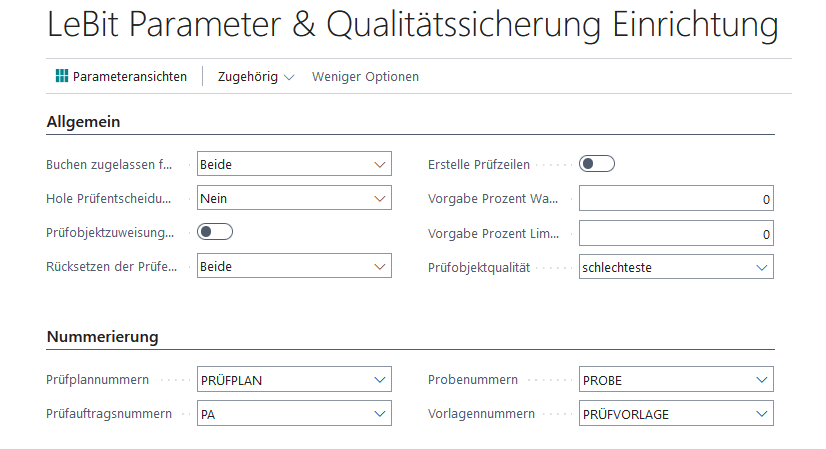 LeBit Parameter & Qualitätssicherung Einrichtung
Parameteransichten Zugehörig Weniger Optionen
Allgemein
Buchen zugelassen f... Beide Erstelle Prüfzeilen
Hole Prüfentscheidu... Nein Vorgabe Prozent Wa... 0
Prüfobjektzuweisung... Vorgabe Prozent Lim... 0
Rücksetzen der Prüfe... Beide Prüfobjektqualität schlechteste
Nummerierung
Prüfplannummern PRÜFPLAN Probenummern PROBE
Prüfauftragsnummern PA Vorlagennummern PRÜFVORLAGE